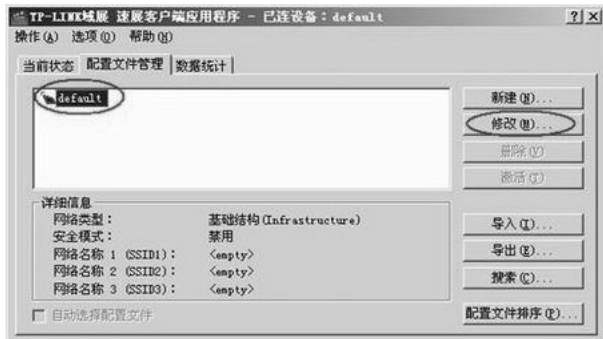 TP-LINK域展 速展客户端应用程序 - 已连设备：default
操作(A) 选项(O) 帮助(H)
当前状态 配置文件管理 数据统计
default
新建(N)...
修改(M)...
删除(V)
激活(T)
详细信息
网络类型： 基础结构(Infrastructure)
安全模式： 禁用
网络名称 1 (SSID1)： <empty>
网络名称 2 (SSID2)： <empty>
网络名称 3 (SSID3)： <empty>
导入(I)...
导出(E)...
搜索(C)...
自动选择配置文件
配置文件排序(P)...